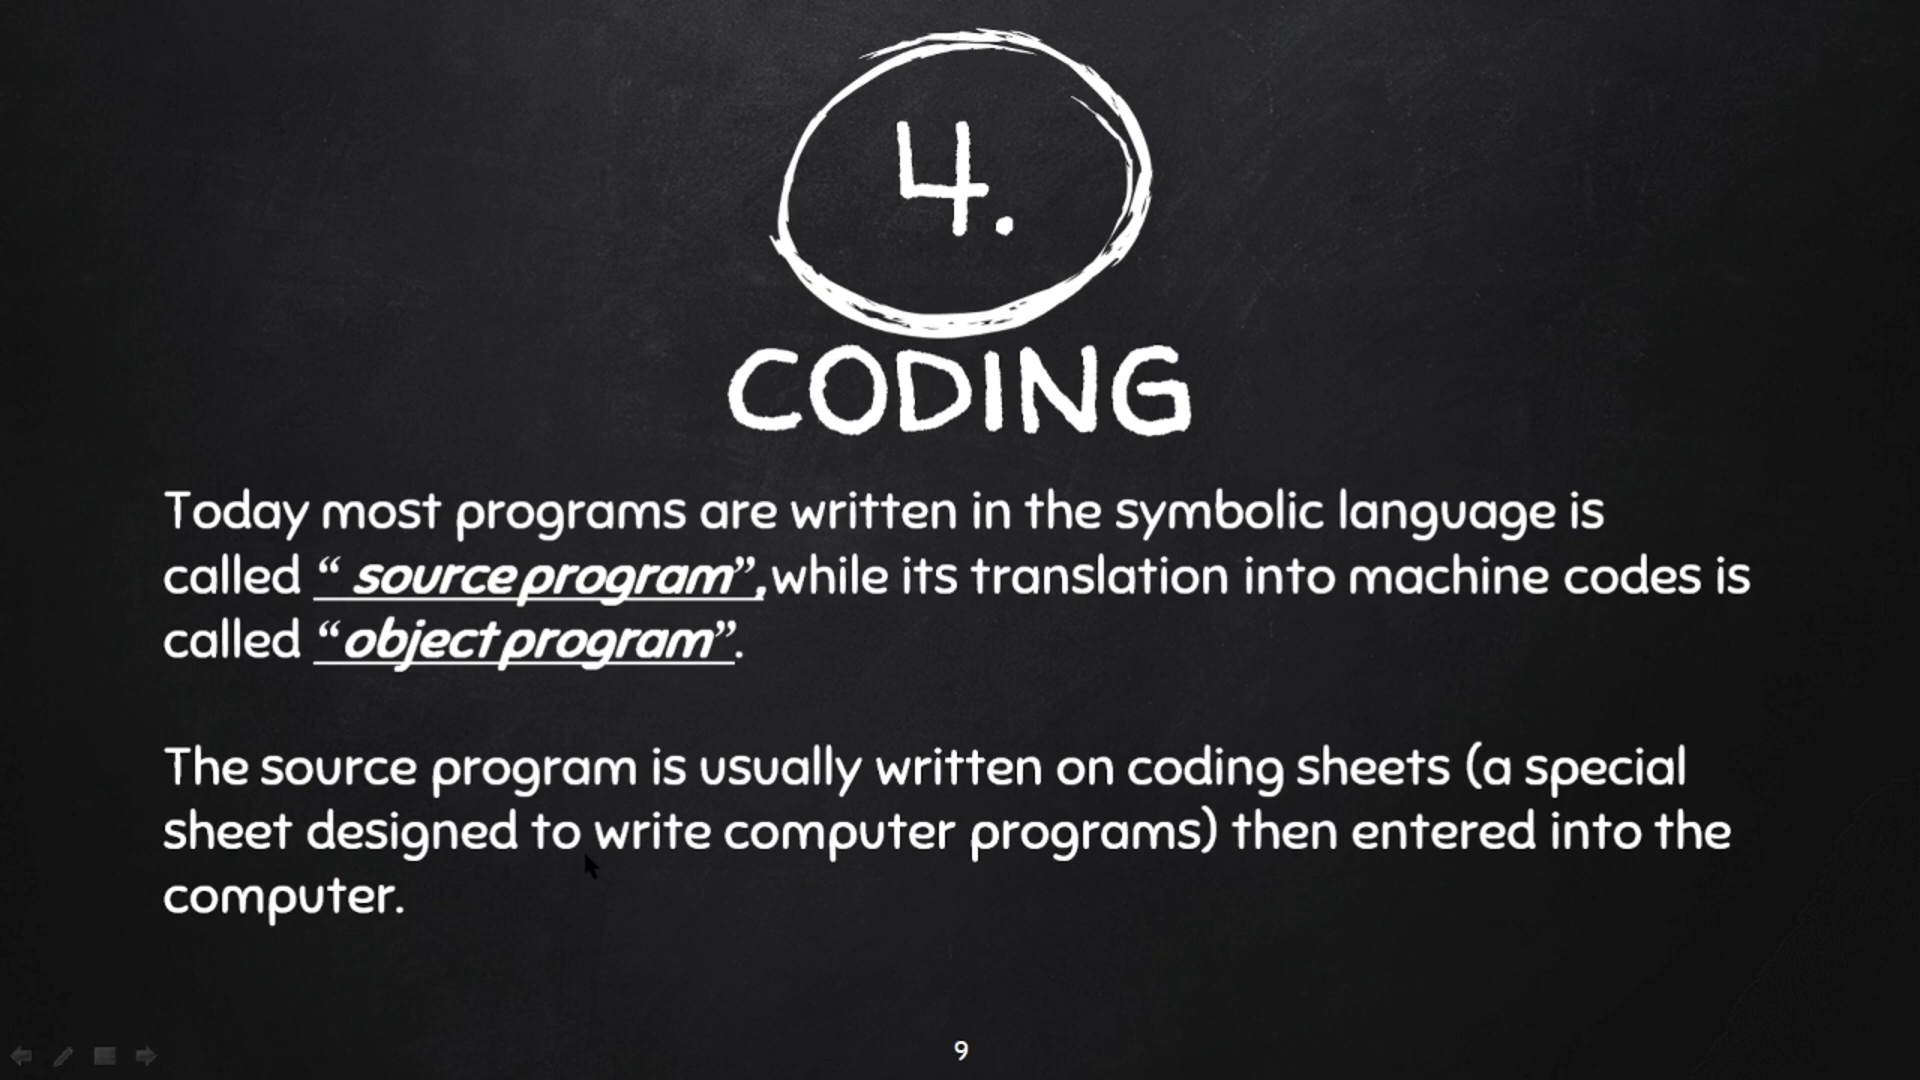 4.
CODING
Today most programs are written in the symbolic language is
called “ source program”,while its translation into machine codes is
called “object program”.
The source program is usually written on coding sheets (a special
sheet designed to write computer programs) then entered into the
computer.
9